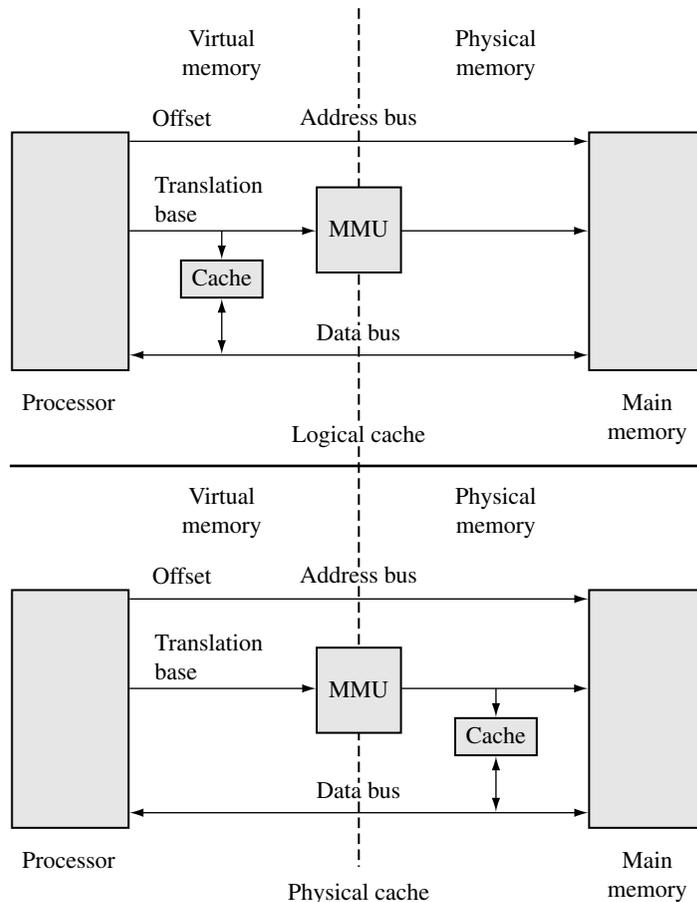 Virtual
memory
Physical
memory
Offset
Address bus
Translation
base
MMU
Cache
Data bus
Processor
Main
memory
Logical cache
Virtual
memory
Physical
memory
Offset
Address bus
Translation
base
MMU
Cache
Data bus
Processor
Main
memory
Physical cache